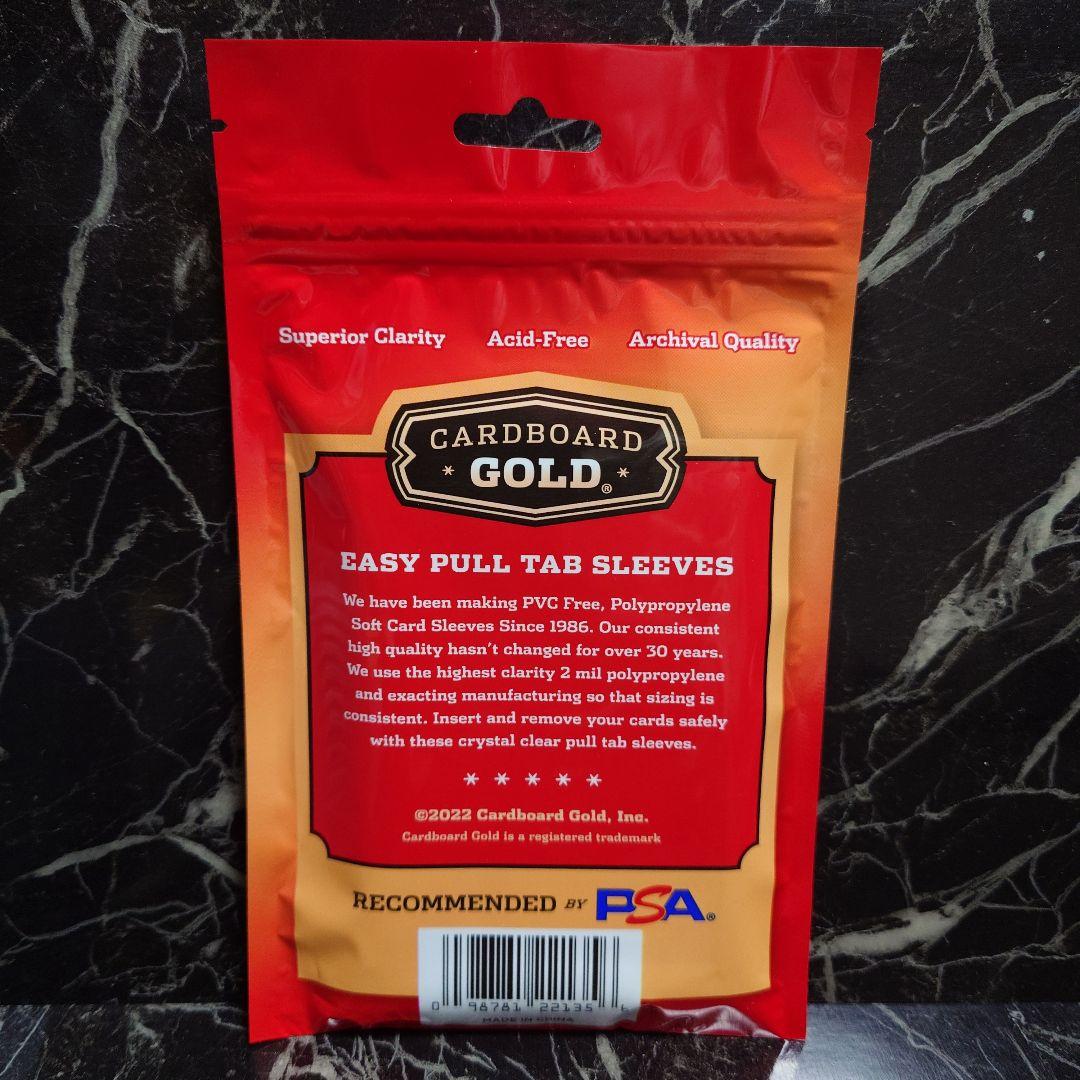 Superior Clarity Acid-Free Archival Quality
CARDBOARD
* GOLD® *
EASY PULL TAB SLEEVES
We have been making PVC Free, Polypropylene
Soft Card Sleeves Since 1986. Our consistent
high quality hasn't changed for over 30 years.
We use the highest clarity 2 mil polypropylene
and exacting manufacturing so that sizing is
consistent. Insert and remove your cards safely
with these crystal clear pull tab sleeves.
* * * * *
©2022 Cardboard Gold, Inc.
Cardboard Gold is a registered trademark
RECOMMENDED BY PSA®
0 98781 22135 6
MADE IN CHINA